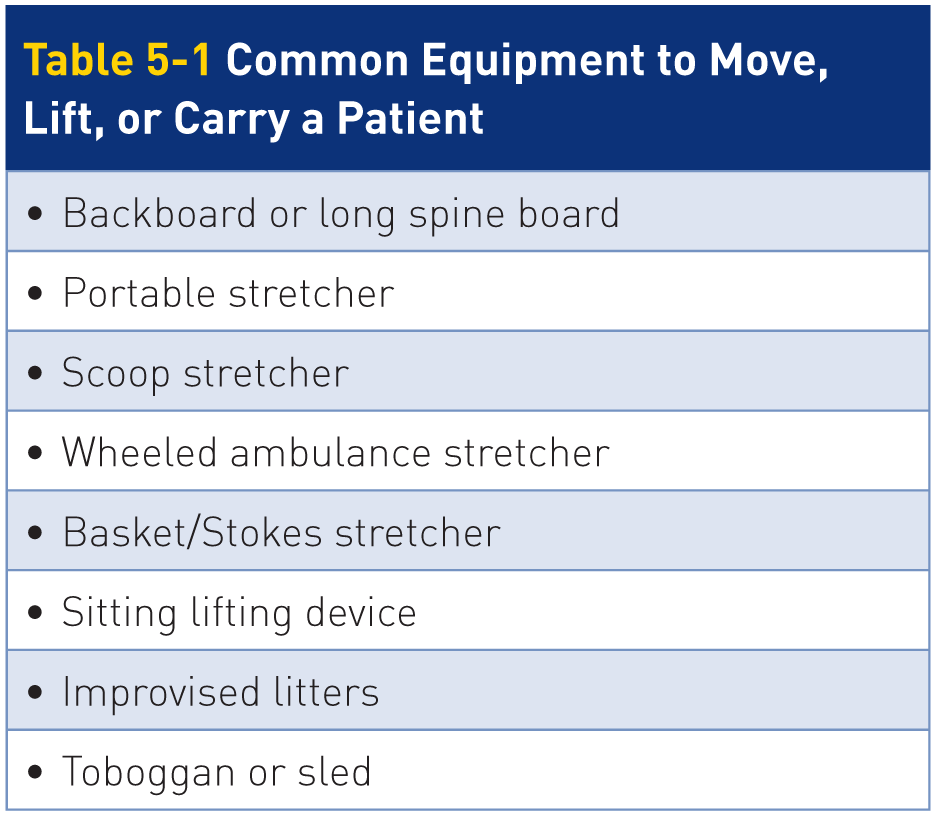 Table 5-1 Common Equipment to Move,
Lift, or Carry a Patient
• Backboard or long spine board
• Portable stretcher
• Scoop stretcher
• Wheeled ambulance stretcher
• Basket/Stokes stretcher
• Sitting lifting device
• Improvised litters
• Toboggan or sled